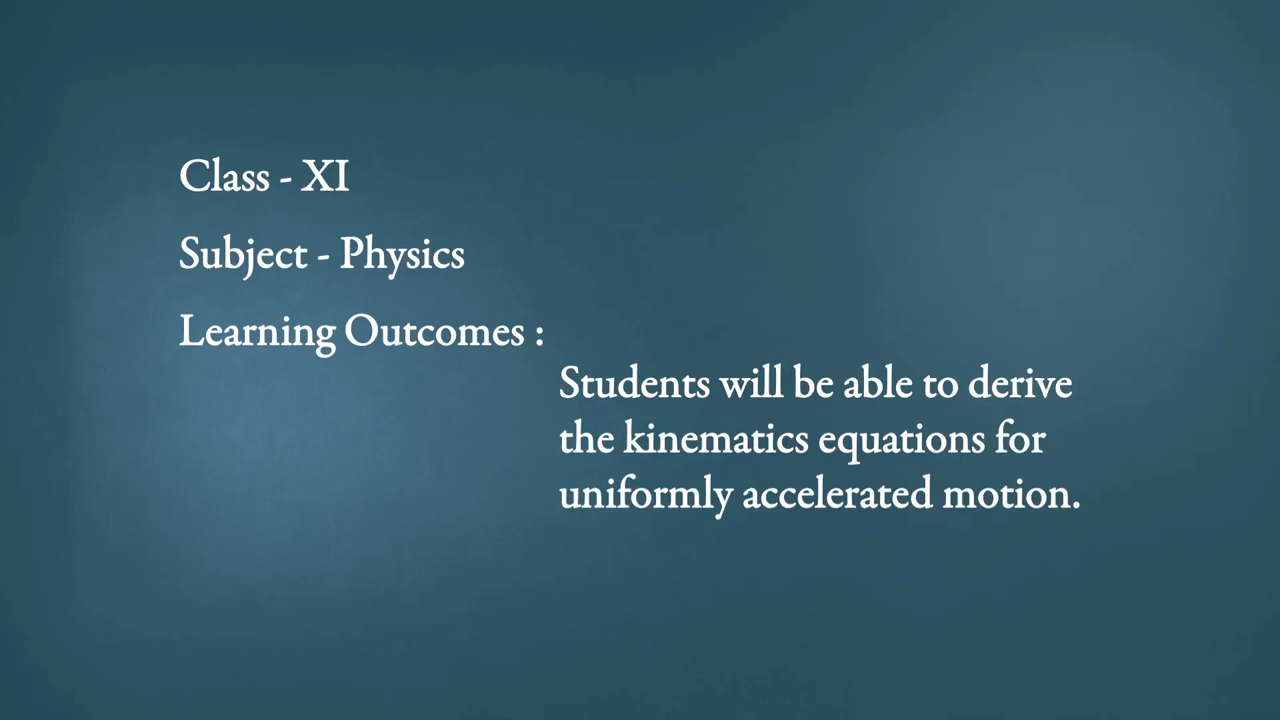 Class - XI
Subject - Physics
Learning Outcomes :
Students will be able to derive
the kinematics equations for
uniformly accelerated motion.